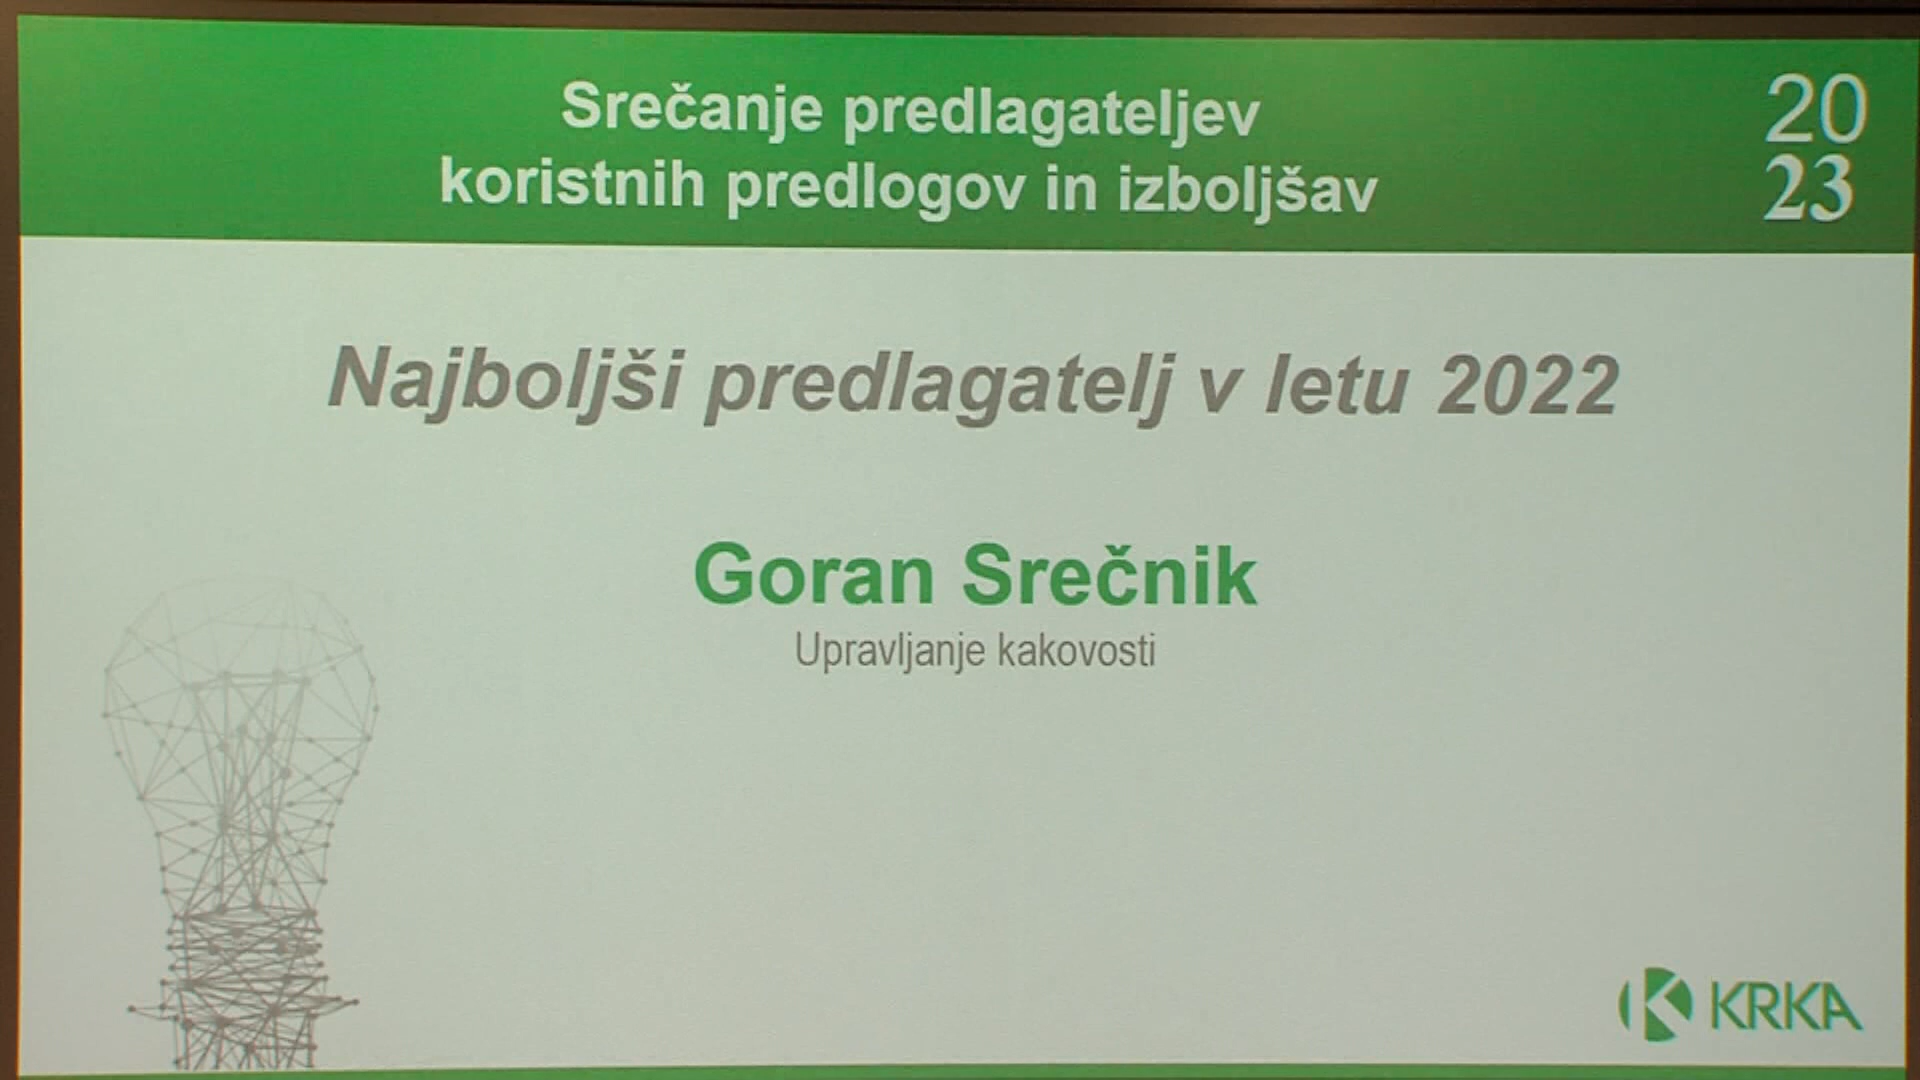 Srečanje predlagateljev
koristnih predlogov in izboljšav
20
23
Najboljši predlagatelj v letu 2022
Goran Srečnik
Upravljanje kakovosti
KRKA